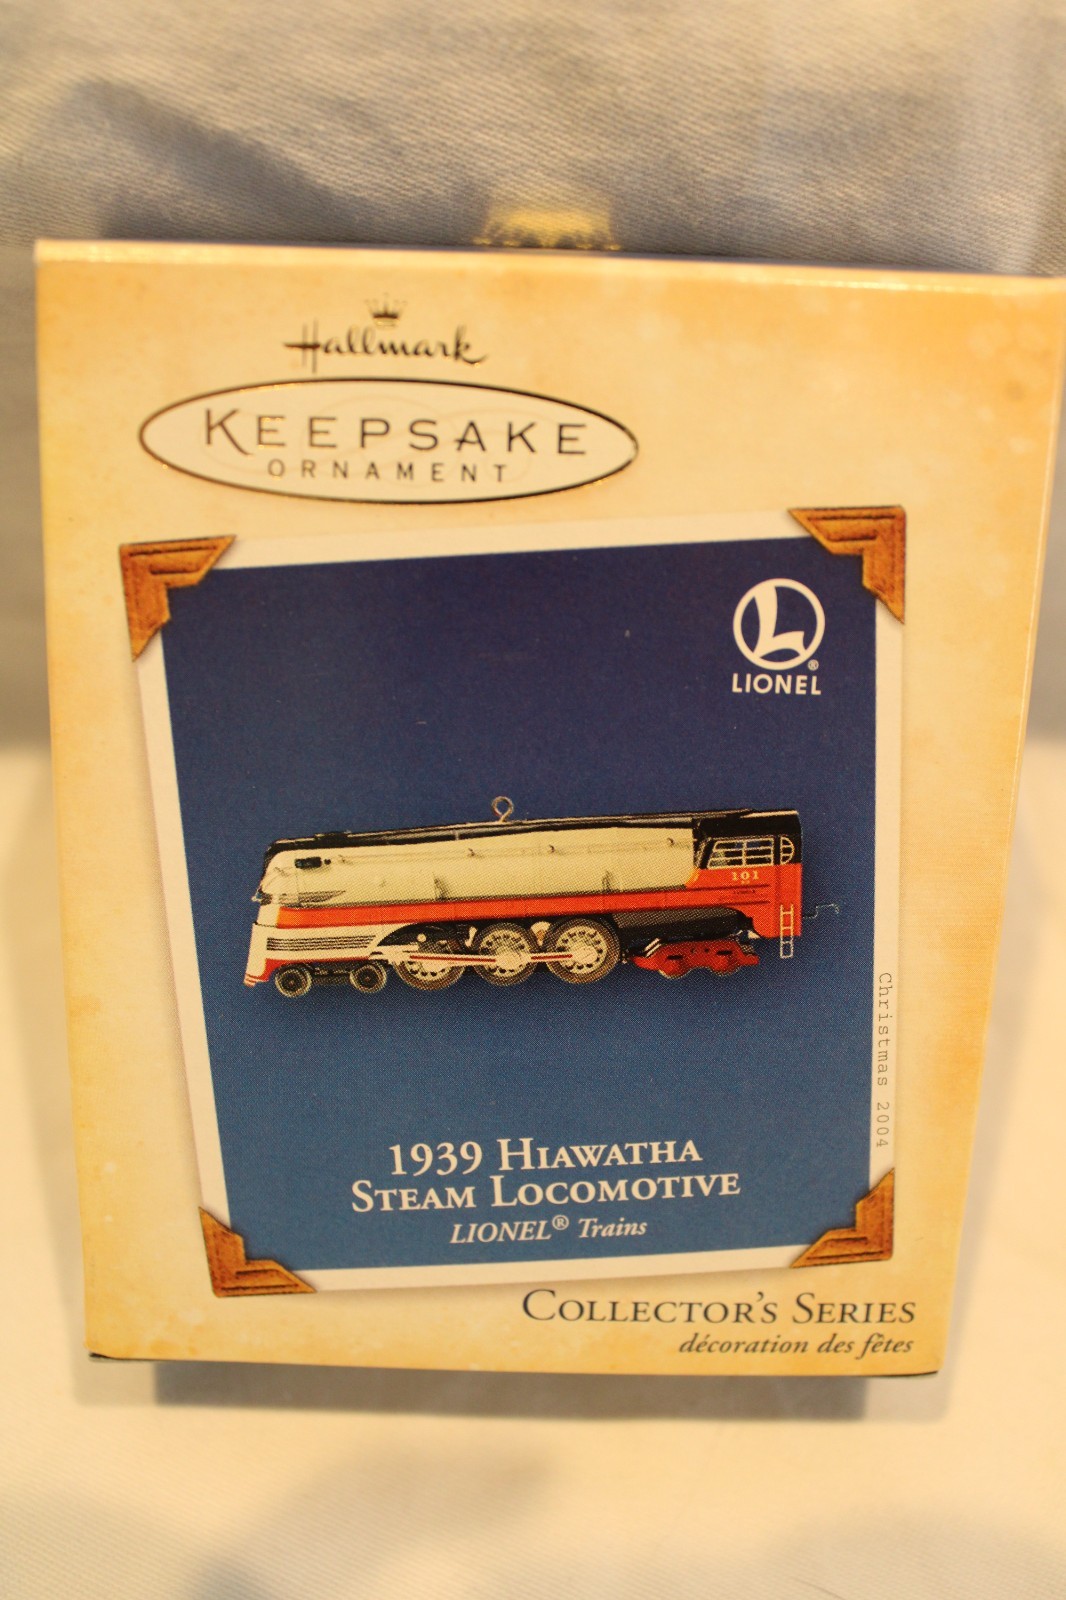 Hallmark
KEEPSAKE
ORNAMENT
L
LIONEL®
101
Christmas 2004
1939 HIAWATHA
STEAM LOCOMOTIVE
LIONEL® Trains
COLLECTOR'S SERIES
décoration des fêtes